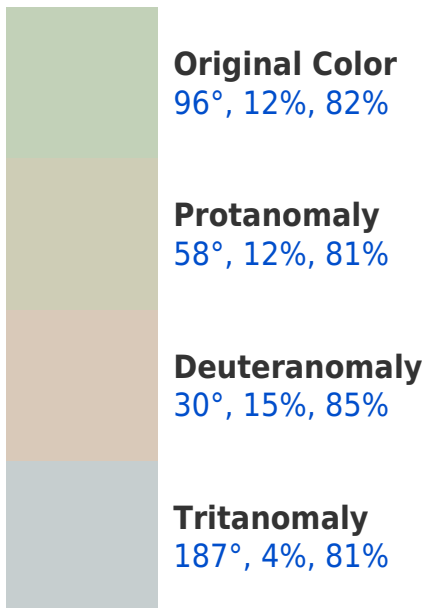 Original Color
96°, 12%, 82%
Protanomaly
58°, 12%, 81%
Deuteranomaly
30°, 15%, 85%
Tritanomaly
187°, 4%, 81%